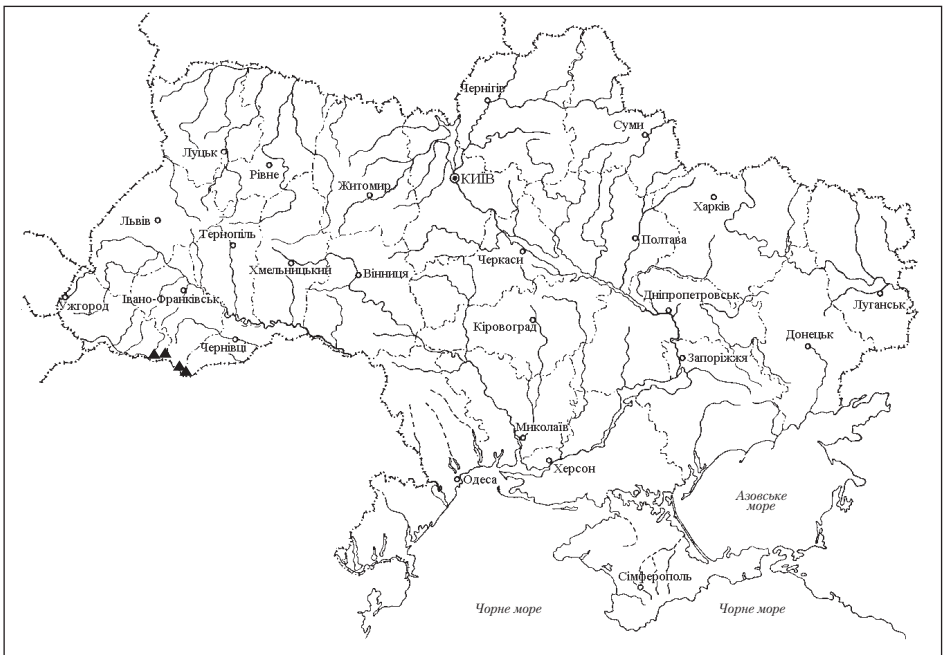 Чернігів
Суми
Луцьк
Рівне
КИЇВ
Житомир
Харків
Львів
Тернопіль
Полтава
Черкаси
Хмельницький
Вінниця
Ужгород
Івано-Франківськ
Дніпропетровськ
Луганськ
Кіровоград
Донецьк
Чернівці
Запоріжжя
Миколаїв
Херсон
Одеса
Азовське
море
Сімферополь
Чорне море
Чорне море